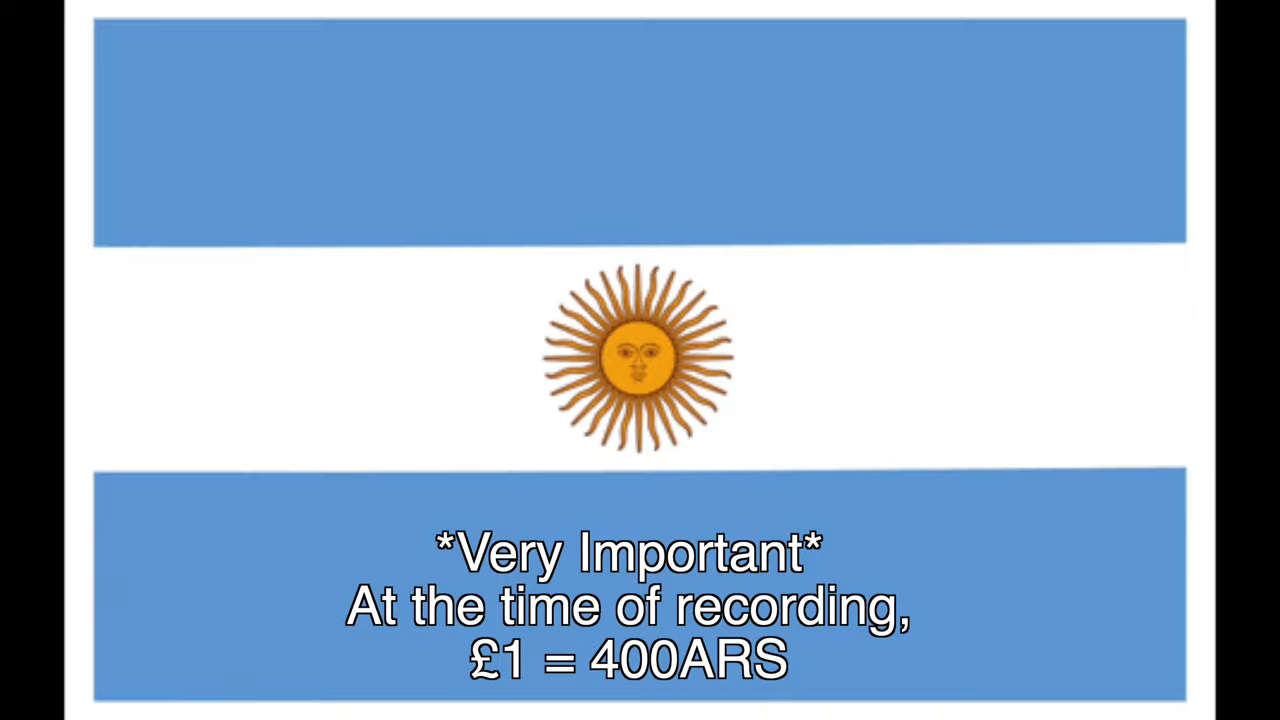 *Very Important*
At the time of recording,
£1 = 400ARS